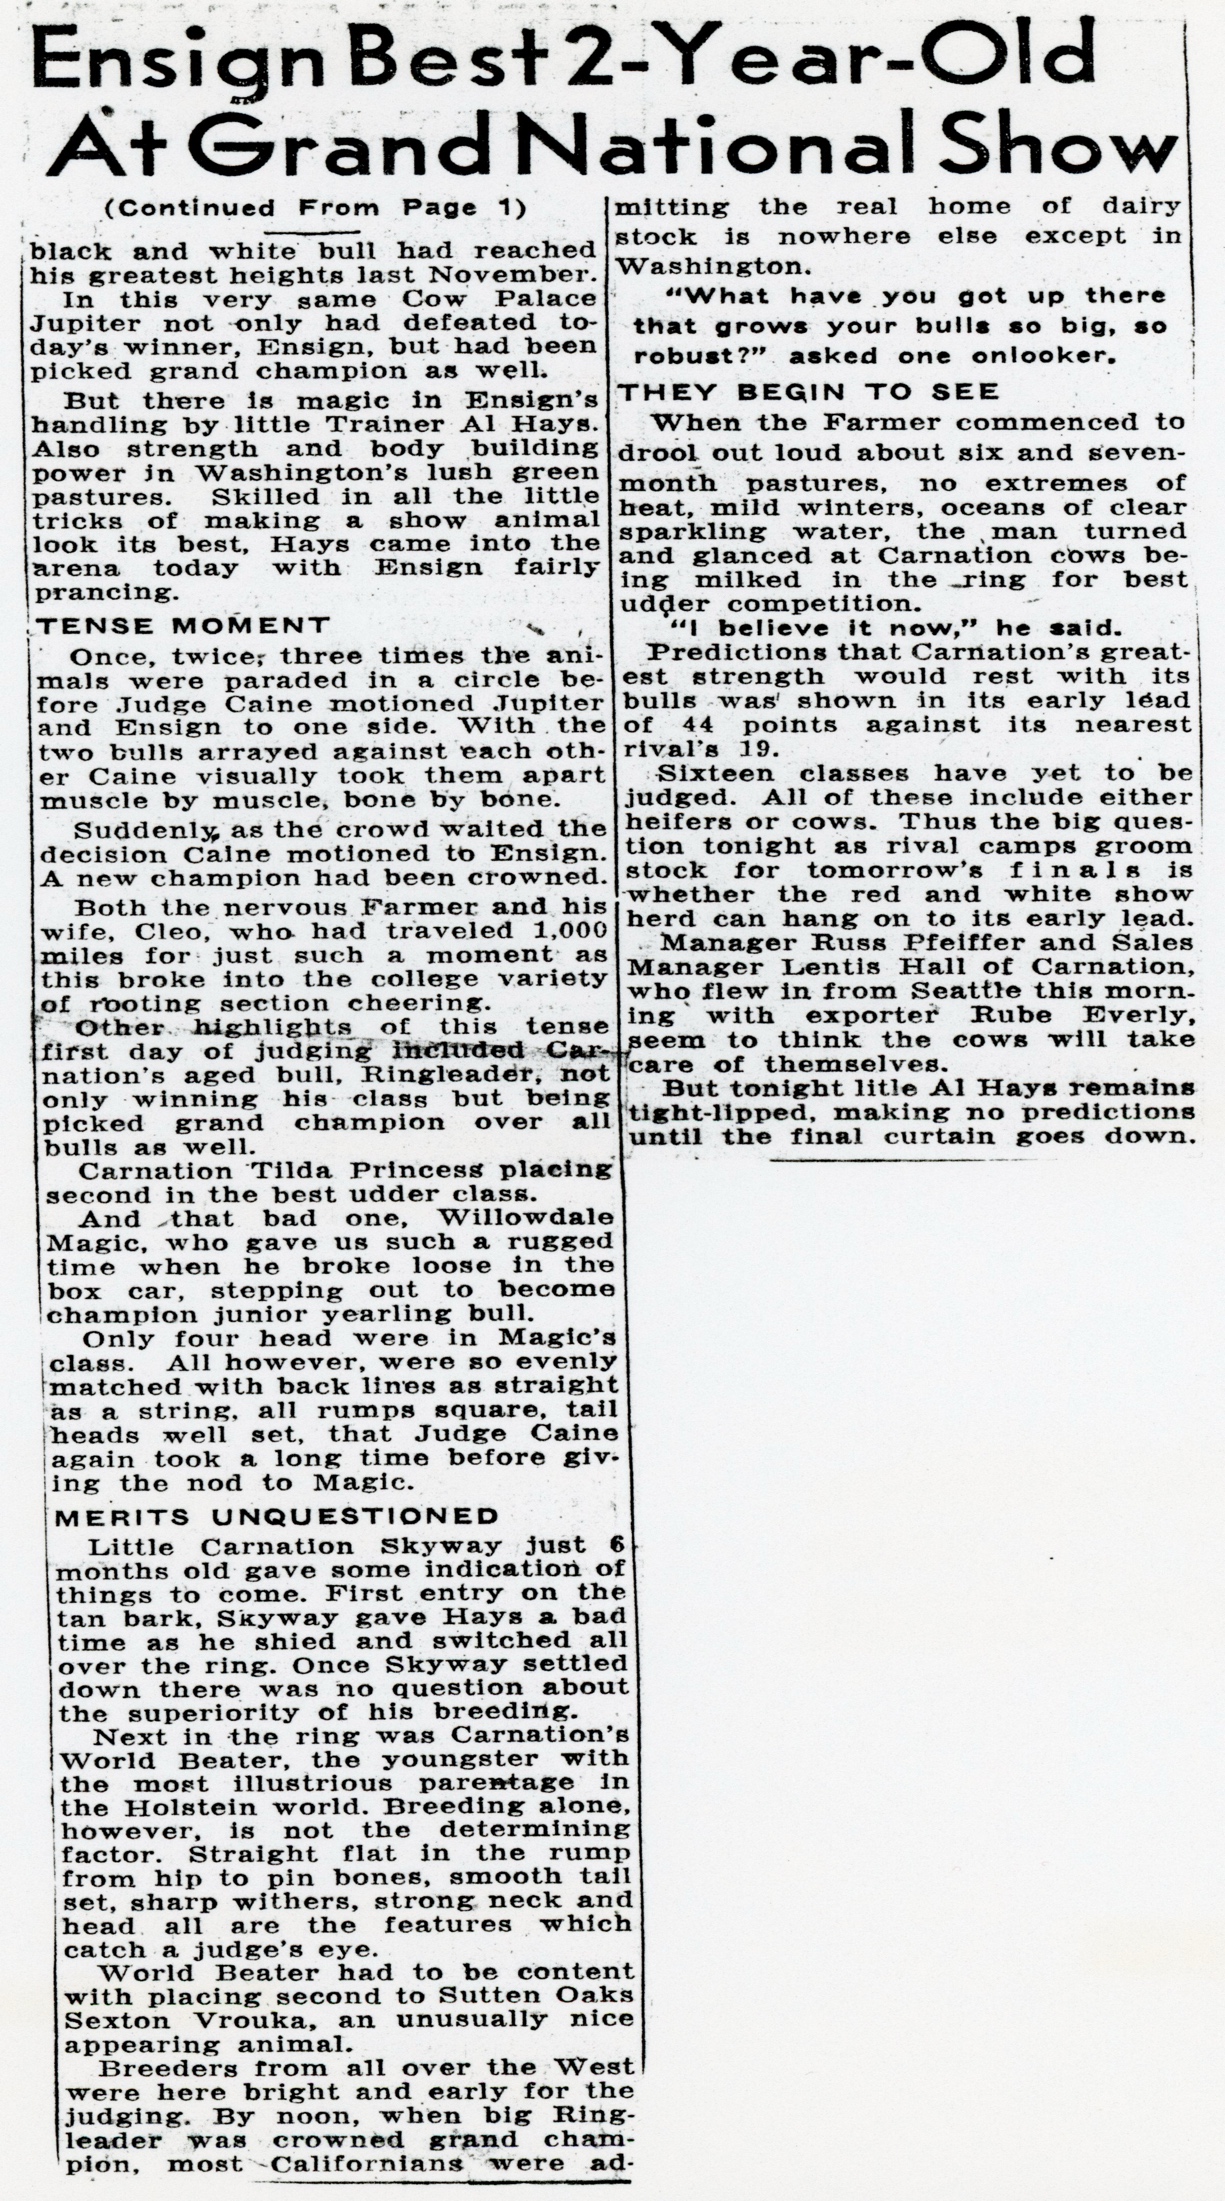 Ensign Best 2-Year-Old
At Grand National Show
(Continued From Page 1)
black and white bull had reached
his greatest heights last November.
In this very same Cow Palace
Jupiter not only had defeated to-
day's winner, Ensign, but had been
picked grand champion as well.
But there is magic in Ensign's
handling by little Trainer Al Hays.
Also strength and body building
power in Washington's lush green
pastures. Skilled in all the little
tricks of making a show animal
look its best, Hays came into the
arena today with Ensign fairly
prancing.
TENSE MOMENT
Once, twice, three times the ani-
mals were paraded in a circle be-
fore Judge Caine motioned Jupiter
and Ensign to one side. With the
two bulls arrayed against each oth-
er Caine visually took them apart
muscle by muscle, bone by bone.
Suddenly, as the crowd waited the
decision Caine motioned to Ensign.
A new champion had been crowned.
Both the nervous Farmer and his
wife, Cleo, who had traveled 1,000
miles for just such a moment as
this broke into the college variety
of rooting section cheering.
Other highlights of this tense
first day of judging included Car-
nation's aged bull, Ringleader, not
only winning his class but being
picked grand champion over all
bulls as well.
Carnation Tilda Princess placing
second in the best udder class.
And that bad one, Willowdale
Magic, who gave us such a rugged
time when he broke loose in the
box car, stepping out to become
champion junior yearling bull.
Only four head were in Magic's
class. All however, were so evenly
matched with back lines as straight
as a string, all rumps square, tail
heads well set, that Judge Caine
again took a long time before giv-
ing the nod to Magic.
MERITS UNQUESTIONED
Little Carnation Skyway just 6
months old gave some indication of
things to come. First entry on the
tan bark, Skyway gave Hays a bad
time as he shied and switched all
over the ring. Once Skyway settled
down there was no question about
the superiority of his breeding.
Next in the ring was Carnation's
World Beater, the youngster with
the most illustrious parentage in
the Holstein world. Breeding alone,
however, is not the determining
factor. Straight flat in the rump
from hip to pin bones, smooth tail
set, sharp withers, strong neck and
head all are the features which
catch a judge's eye.
World Beater had to be content
with placing second to Sutten Oaks
Sexton Vrouka, an unusually nice
appearing animal.
Breeders from all over the West
were here bright and early for the
judging. By noon, when big Ring-
leader was crowned grand cham-
pion, most Californians were ad-
mitting the real home of dairy
stock is nowhere else except in
Washington.
"What have you got up there
that grows your bulls so big, so
robust?" asked one onlooker.
THEY BEGIN TO SEE
When the Farmer commenced to
drool out loud about six and seven-
month pastures, no extremes of
heat, mild winters, oceans of clear
sparkling water, the man turned
and glanced at Carnation cows be-
ing milked in the ring for best
udder competition.
"I believe it now," he said.
Predictions that Carnation's great-
est strength would rest with its
bulls was shown in its early lead
of 44 points against its nearest
rival's 19.
Sixteen classes have yet to be
judged. All of these include either
heifers or cows. Thus the big ques-
tion tonight as rival camps groom
stock for tomorrow's finals is
whether the red and white show
herd can hang on to its early lead.
Manager Russ Pfeiffer and Sales
Manager Lentis Hall of Carnation,
who flew in from Seattle this morn-
ing with exporter Rube Everly,
seem to think the cows will take
care of themselves.
But tonight litle Al Hays remains
tight-lipped, making no predictions
until the final curtain goes down.